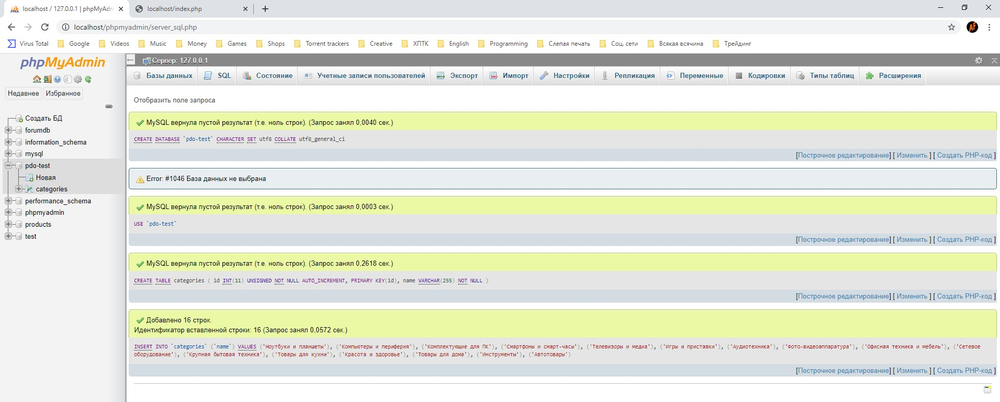 localhost / 127.0.0.1 | phpMyAdm
localhost/index.php
localhost/phpmyadmin/server_sql.php
AF
Virus Total
Google
Videos
Music
Money
Games
Shops
Torrent trackers
Creative
ХПТК
English
Programming
Слепая печать
Соц. сети
Всякая всячина
Трейдинг
phpMyAdmin
Недавнее
Избранное
Создать БД
forumdb
information_schema
mysql
pdo-test
Новая
categories
performance_schema
phpmyadmin
products
test
Сервер: 127.0.0.1
Базы данных
SQL
Состояние
Учетные записи пользователей
Экспорт
Импорт
Настройки
Репликация
Переменные
Кодировки
Типы таблиц
Расширения
Отобразить поле запроса
MySQL вернула пустой результат (т.е. ноль строк). (Запрос занял 0,0040 сек.)
CREATE DATABASE `pdo-test` CHARACTER SET utf8 COLLATE utf8_general_ci
[Построчное редактирование] [ Изменить ] [ Создать PHP-код ]
Error: #1046 База данных не выбрана
MySQL вернула пустой результат (т.е. ноль строк). (Запрос занял 0,0003 сек.)
USE `pdo-test`
[Построчное редактирование] [ Изменить ] [ Создать PHP-код ]
MySQL вернула пустой результат (т.е. ноль строк). (Запрос занял 0,2618 сек.)
CREATE TABLE categories ( id INT(11) UNSIGNED NOT NULL AUTO_INCREMENT, PRIMARY KEY(id), name VARCHAR(255) NOT NULL )
[Построчное редактирование] [ Изменить ] [ Создать PHP-код ]
Добавлено 16 строк.
Идентификатор вставленной строки: 16 (Запрос занял 0,0572 сек.)
INSERT INTO `categories` (`name`) VALUES ('Ноутбуки и планшеты'), ('Компьютеры и периферия'), ('Комплектующие для ПК'), ('Смартфоны и смарт-часы'), ('Телевизоры и медиа'), ('Игры и приставки'), ('Аудиотехника'), ('Фото-видеоаппаратура'), ('Офисная техника и мебель'), ('Сетевое
оборудование'), ('Крупная бытовая техника'), ('Товары для кухни'), ('Красота и здоровье'), ('Товары для дома'), ('Инструменты'), ('Автотовары')
[Построчное редактирование] [ Изменить ] [ Создать PHP-код ]